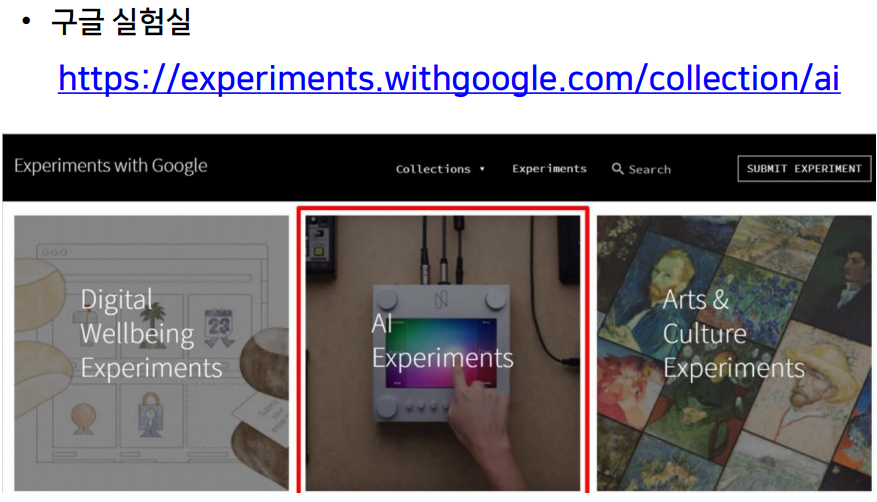 • 구글 실험실
https://experiments.withgoogle.com/collection/ai
Experiments with Google
Collections ▾ Experiments Search SUBMIT EXPERIMENT
Digital
Wellbeing
Experiments
23
AI
Experiments
Arts &
Culture
Experiments